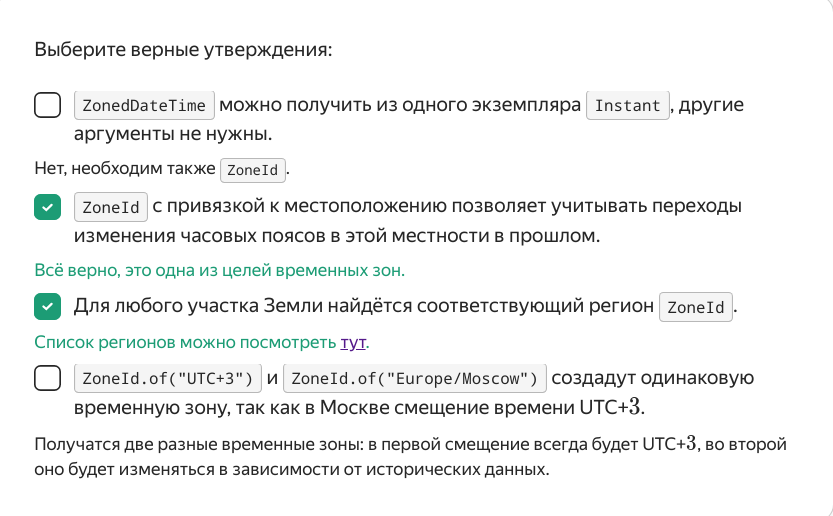 Выберите верные утверждения:
ZonedDateTime можно получить из одного экземпляра Instant, другие
аргументы не нужны.
Нет, необходим также ZoneId.
ZoneId с привязкой к местоположению позволяет учитывать переходы
изменения часовых поясов в этой местности в прошлом.
Всё верно, это одна из целей временных зон.
Для любого участка Земли найдётся соответствующий регион ZoneId.
Список регионов можно посмотреть тут.
ZoneId.of("UTC+3") и ZoneId.of("Europe/Moscow") создадут одинаковую
временную зону, так как в Москве смещение времени UTC+3.
Получатся две разные временные зоны: в первой смещение всегда будет UTC+3, во второй
оно будет изменяться в зависимости от исторических данных.